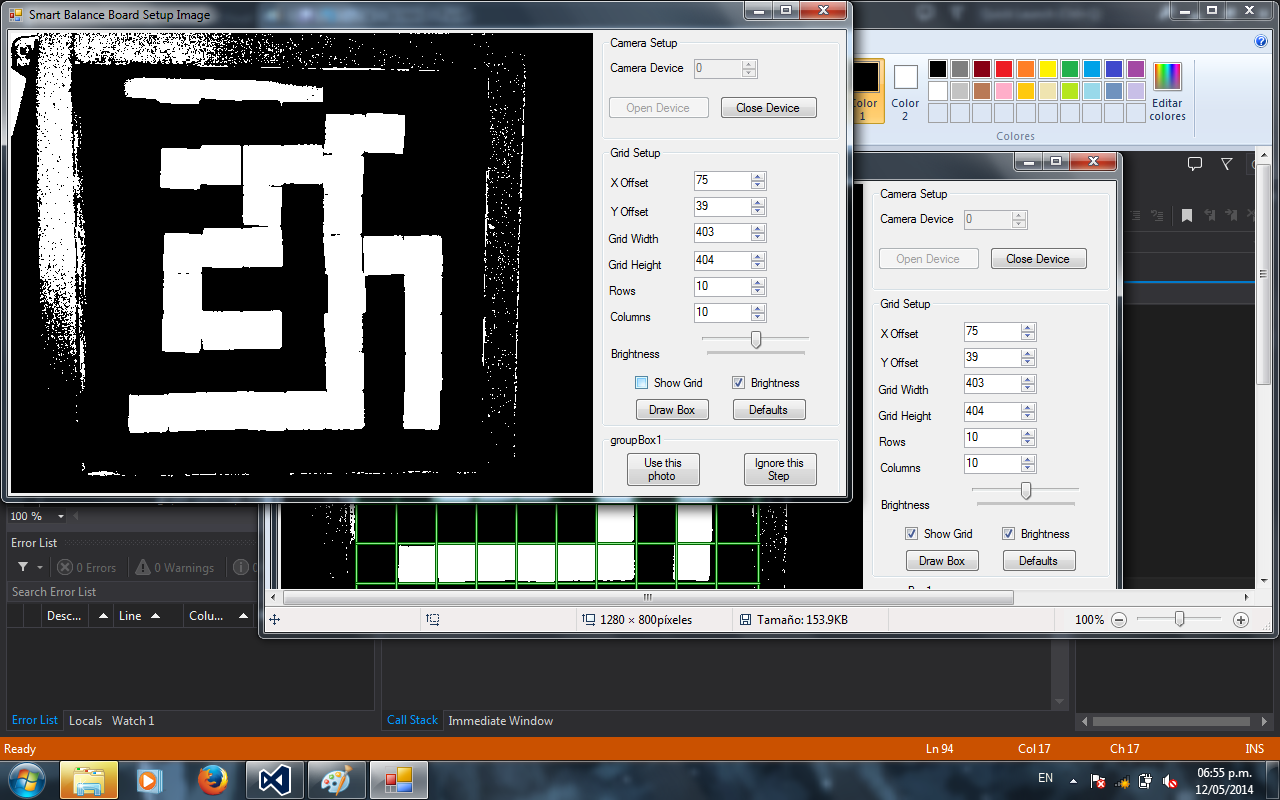 Smart Balance Board Setup Image
Camera Setup
Camera Device 0
Open Device Close Device
Grid Setup
X Offset 75
Y Offset 39
Grid Width 403
Grid Height 404
Rows 10
Columns 10
Brightness
Show Grid Brightness
Draw Box Defaults
groupBox1
Use this photo
Ignore this Step
Color 1
Color 2
Editar colores
Colores
Camera Setup
Camera Device 0
Open Device Close Device
Grid Setup
X Offset 75
Y Offset 39
Grid Width 403
Grid Height 404
Rows 10
Columns 10
Brightness
Show Grid Brightness
Draw Box Defaults
1280 × 800píxeles Tamaño: 153.9KB 100%
100 %
Error List
0 Errors 0 Warnings 0
Search Error List
Desc... Line Colu...
Error List Locals Watch 1
Call Stack Immediate Window
Ready Ln 94 Col 17 Ch 17 INS
EN 06:55 p.m.
12/05/2014